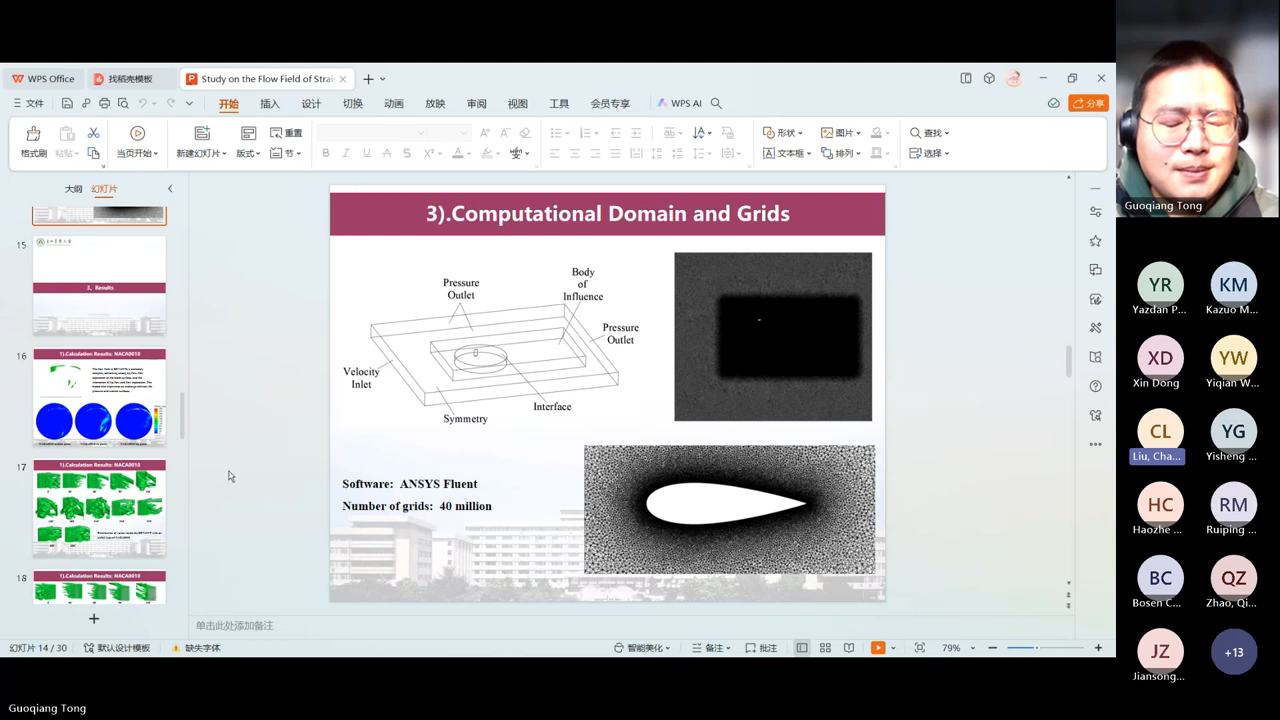 WPS Office
找稻壳模板
Study on the Flow Field of Strai
文件
开始
插入
设计
切换
动画
放映
审阅
视图
工具
会员专享
WPS AI
分享
格式刷
粘贴
当页开始
新建幻灯片
版式
重置
节
形状
图片
文本框
排列
查找
选择
大纲
幻灯片
15
3、Results
16
1).Calculation Results: NACA0018
17
1).Calculation Results: NACA0018
18
1).Calculation Results: NACA0018
3).Computational Domain and Grids
Pressure
Outlet
Body
of
Influence
Pressure
Outlet
Velocity
Inlet
Symmetry
Interface
Software: ANSYS Fluent
Number of grids: 40 million
单击此处添加备注
幻灯片 14 / 30
默认设计模板
缺失字体
智能美化
备注
批注
79%
Guoqiang Tong
YR
Yazdan P...
KM
Kazuo M...
XD
Xin Dong
YW
Yiqian W...
CL
Liu, Cha...
YG
Yisheng ...
HC
Haozhe ...
RM
Ruiping ...
BC
Bosen C...
QZ
Zhao, Qi...
JZ
Jiansong...
+13
Guoqiang Tong